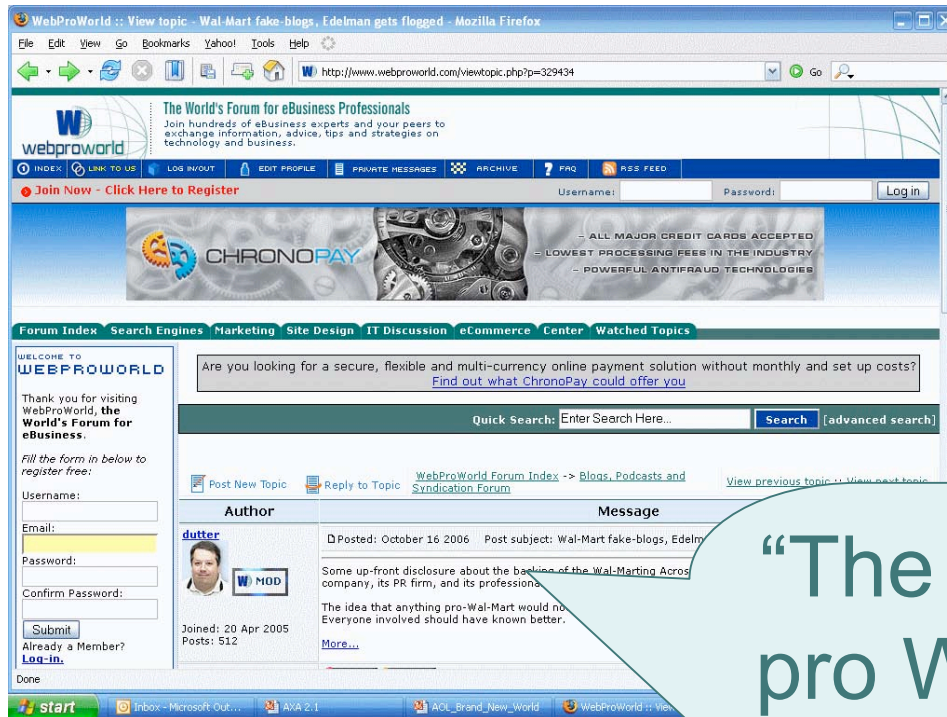 WebProWorld :: View topic - Wal-Mart fake-blogs, Edelman gets flogged - Mozilla Firefox
File Edit View Go Bookmarks Yahoo! Tools Help
http://www.webproworld.com/viewtopic.php?p=329434 Go
W
webproworld
The World's Forum for eBusiness Professionals
Join hundreds of eBusiness experts and your peers to
exchange information, advice, tips and strategies on
technology and business.
INDEX LINK TO US LOG IN/OUT EDIT PROFILE PRIVATE MESSAGES ARCHIVE FAQ RSS FEED
Join Now - Click Here to Register Username: Password: Log in
CHRONOPAY
- ALL MAJOR CREDIT CARDS ACCEPTED
- LOWEST PROCESSING FEES IN THE INDUSTRY
- POWERFUL ANTIFRAUD TECHNOLOGIES
Forum Index Search Engines Marketing Site Design IT Discussion eCommerce Center Watched Topics
WELCOME TO
WEBPROWORLD
Thank you for visiting
WebProWorld, the
World's Forum for
eBusiness.
Fill the form in below to
register free:
Username:
Email:
Password:
Confirm Password:
Submit
Already a Member?
Log-in.
Are you looking for a secure, flexible and multi-currency online payment solution without monthly and set up costs?
Find out what ChronoPay could offer you
Quick Search: Enter Search Here... Search [advanced search]
Post New Topic Reply to Topic WebProWorld Forum Index -> Blogs, Podcasts and
Syndication Forum
View previous topic :: View next topic
Author Message
dutter
W MOD
Joined: 20 Apr 2005
Posts: 512
Posted: October 16 2006 Post subject: Wal-Mart fake-blogs, Edelm
Some up-front disclosure about the backing of the Wal-Marting Acros
company, its PR firm, and its professiona
The idea that anything pro-Wal-Mart would no
Everyone involved should have known better.
More...
Done
start Inbox - Microsoft Out... AXA 2.1 AOL_Brand_New_World WebProWorld :: View
“The
pro W